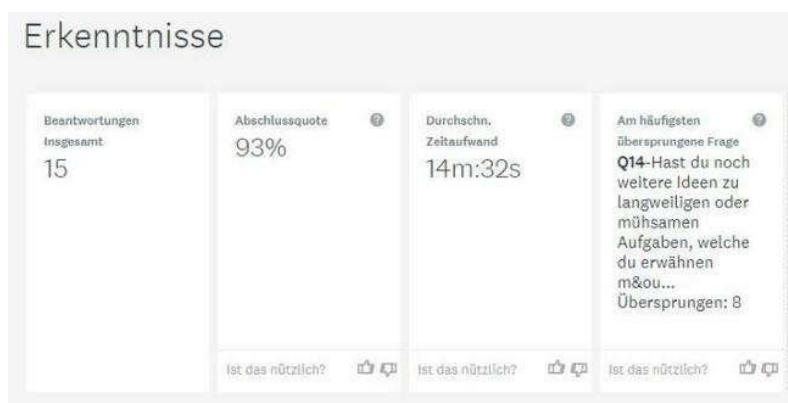 Erkenntnisse
Beantwortungen
Insgesamt
15
Abschlussquote
93%
Durchschn.
Zeitaufwand
14m:32s
Am häufigsten
übersprungene Frage
Q14-Hast du noch
weitere Ideen zu
langweiligen oder
mühsamen
Aufgaben, welche
du erwähnen
m&ou...
Übersprungen: 8
Ist das nützlich?
Ist das nützlich?
Ist das nützlich?